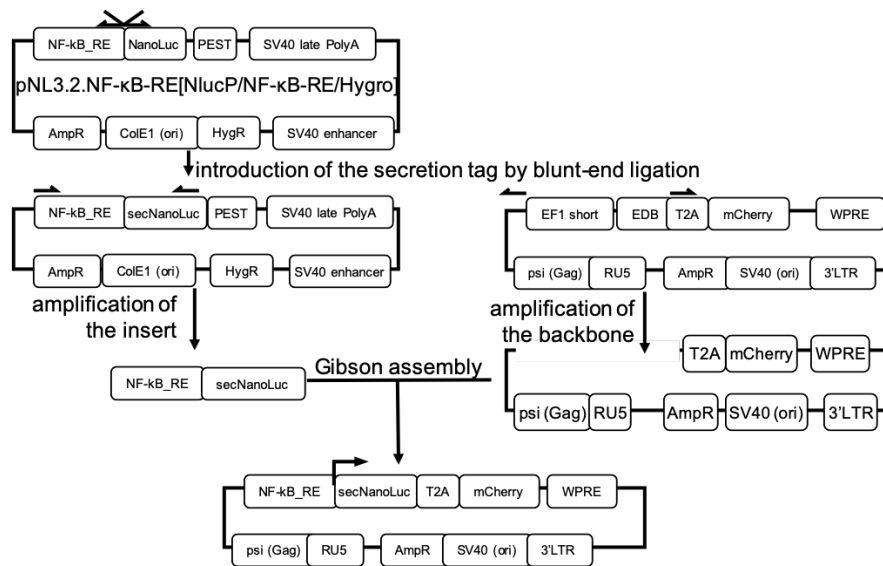 NF-kB_RE NanoLuc PEST SV40 late PolyA
pNL3.2.NF-κB-RE[NlucP/NF-κB-RE/Hygro]
AmpR ColE1 (ori) HygR SV40 enhancer
introduction of the secretion tag by blunt-end ligation
NF-kB_RE secNanoLuc PEST SV40 late PolyA
AmpR ColE1 (ori) HygR SV40 enhancer
EF1 short EDB T2A mCherry WPRE
psi (Gag) RU5 AmpR SV40 (ori) 3'LTR
amplification of
the insert
amplification of
the backbone
NF-kB_RE secNanoLuc
Gibson assembly
T2A mCherry WPRE
psi (Gag) RU5 AmpR SV40 (ori) 3'LTR
NF-kB_RE secNanoLuc T2A mCherry WPRE
psi (Gag) RU5 AmpR SV40 (ori) 3'LTR